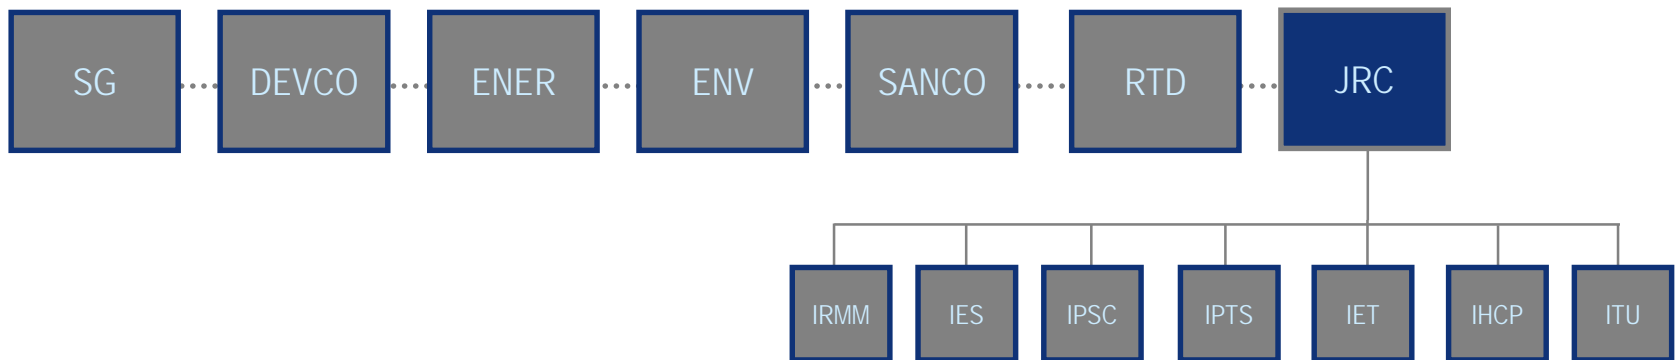 SG
DEVCO
ENER
ENV
SANCO
RTD
JRC
IRMM
IES
IPSC
IPTS
IET
IHCP
ITU